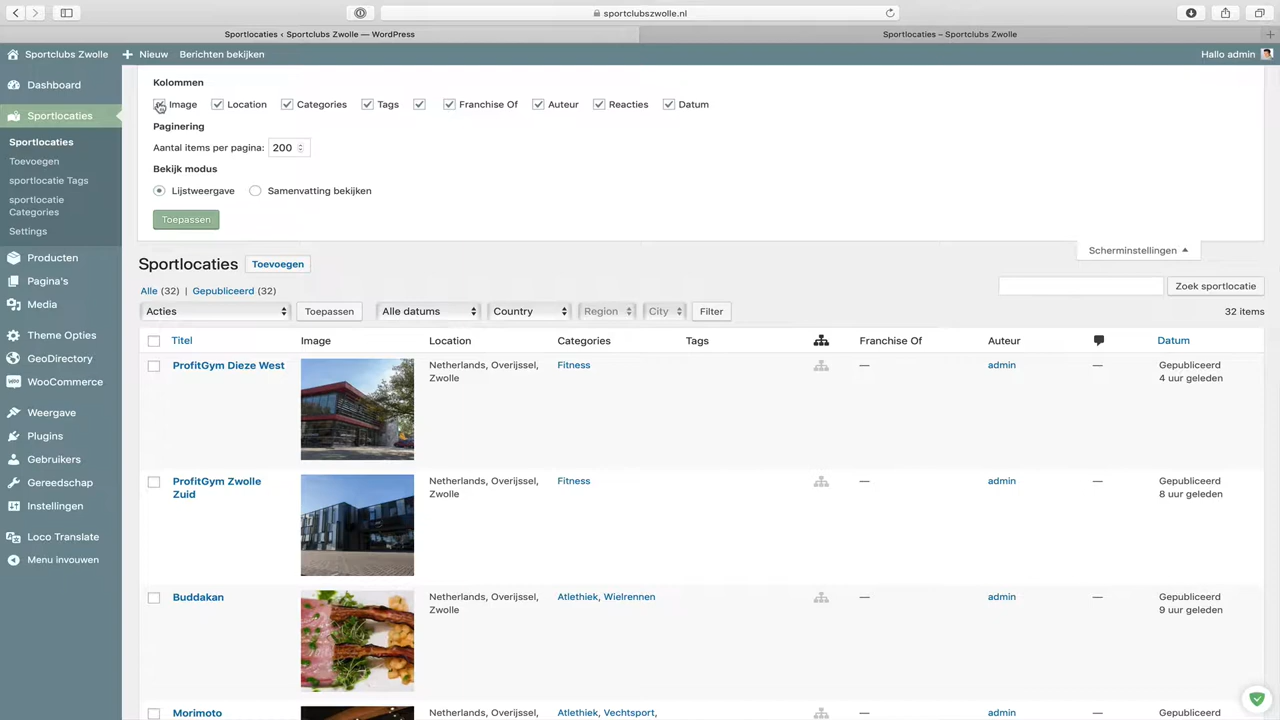 sportclubszwolle.nl
Sportlocaties ‹ Sportclubs Zwolle — WordPress
Sportlocaties – Sportclubs Zwolle
Sportclubs Zwolle
Nieuw
Berichten bekijken
Hallo admin
Dashboard
Sportlocaties
Sportlocaties
Toevoegen
sportlocatie Tags
sportlocatie
Categories
Settings
Producten
Pagina's
Media
Thema Opties
GeoDirectory
WooCommerce
Weergave
Plugins
Gebruikers
Gereedschap
Instellingen
Loco Translate
Menu invouwen
Kolommen
Image Location Categories Tags Franchise Of Auteur Reacties Datum
Paginering
Aantal items per pagina: 200
Bekijk modus
Lijstweergave Samenvatting bekijken
Toepassen
Scherminstellingen
Sportlocaties Toevoegen
Alle (32) | Gepubliceerd (32)
Zoek sportlocatie
Acties Toepassen Alle datums Country Region City Filter
32 items
Titel Image Location Categories Tags Franchise Of Auteur Datum
ProfitGym Dieze West
Netherlands, Overijssel,
Zwolle
Fitness
—
admin
—
Gepubliceerd
4 uur geleden
ProfitGym Zwolle
Zuid
Netherlands, Overijssel,
Zwolle
Fitness
—
admin
—
Gepubliceerd
8 uur geleden
Buddakan
Netherlands, Overijssel,
Zwolle
Atlethiek, Wielrennen
—
admin
—
Gepubliceerd
9 uur geleden
Morimoto
Netherlands, Overijssel,
Atlethiek, Vechtsport,
—
admin
—
Gepubliceerd